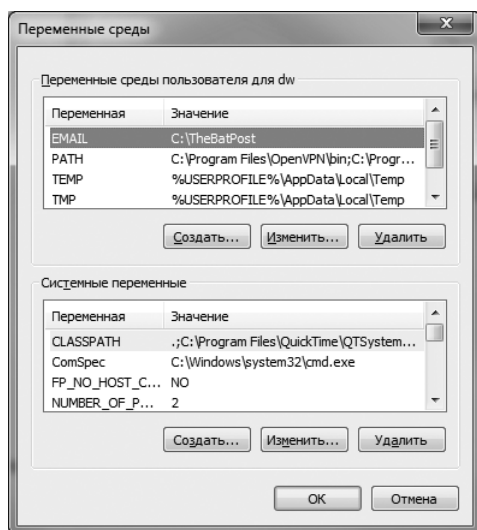 Переменные среды
Переменные среды пользователя для dw
Переменная Значение
EMAIL C:\TheBatPost
PATH C:\Program Files\OpenVPN\bin;C:\Progr...
TEMP %USERPROFILE%\AppData\Local\Temp
TMP %USERPROFILE%\AppData\Local\Temp
Создать... Изменить... Удалить
Системные переменные
Переменная Значение
CLASSPATH .;C:\Program Files\QuickTime\QTSystem...
ComSpec C:\Windows\system32\cmd.exe
FP_NO_HOST_C... NO
NUMBER_OF_P... 2
Создать... Изменить... Удалить
OK Отмена